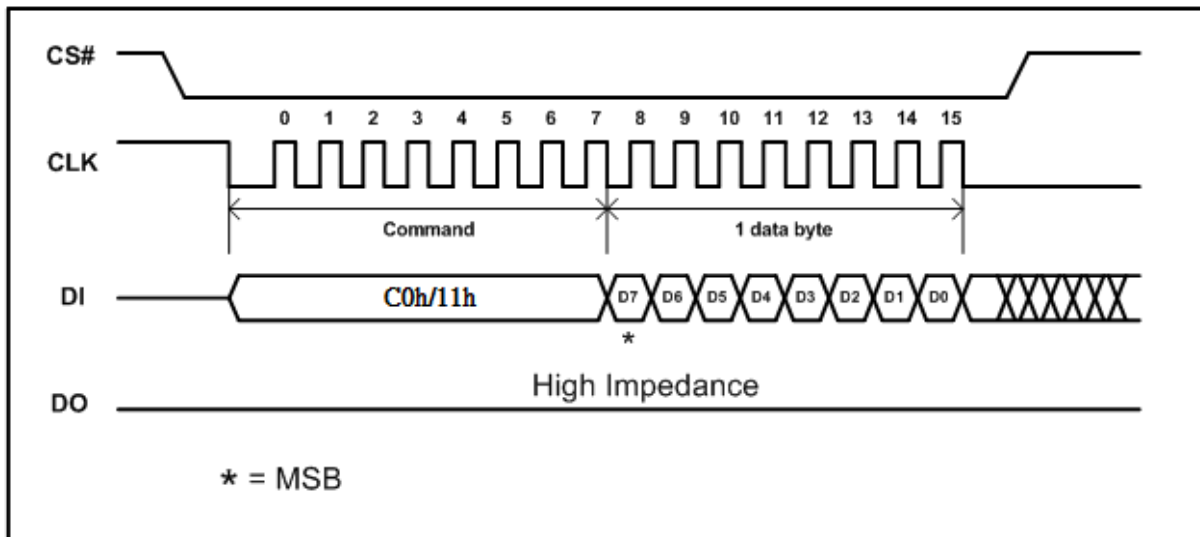 CS#
0 1 2 3 4 5 6 7 8 9 10 11 12 13 14 15
CLK
Command 1 data byte
DI C0h/11h D7 D6 D5 D4 D3 D2 D1 D0
*
High Impedance
DO
* = MSB